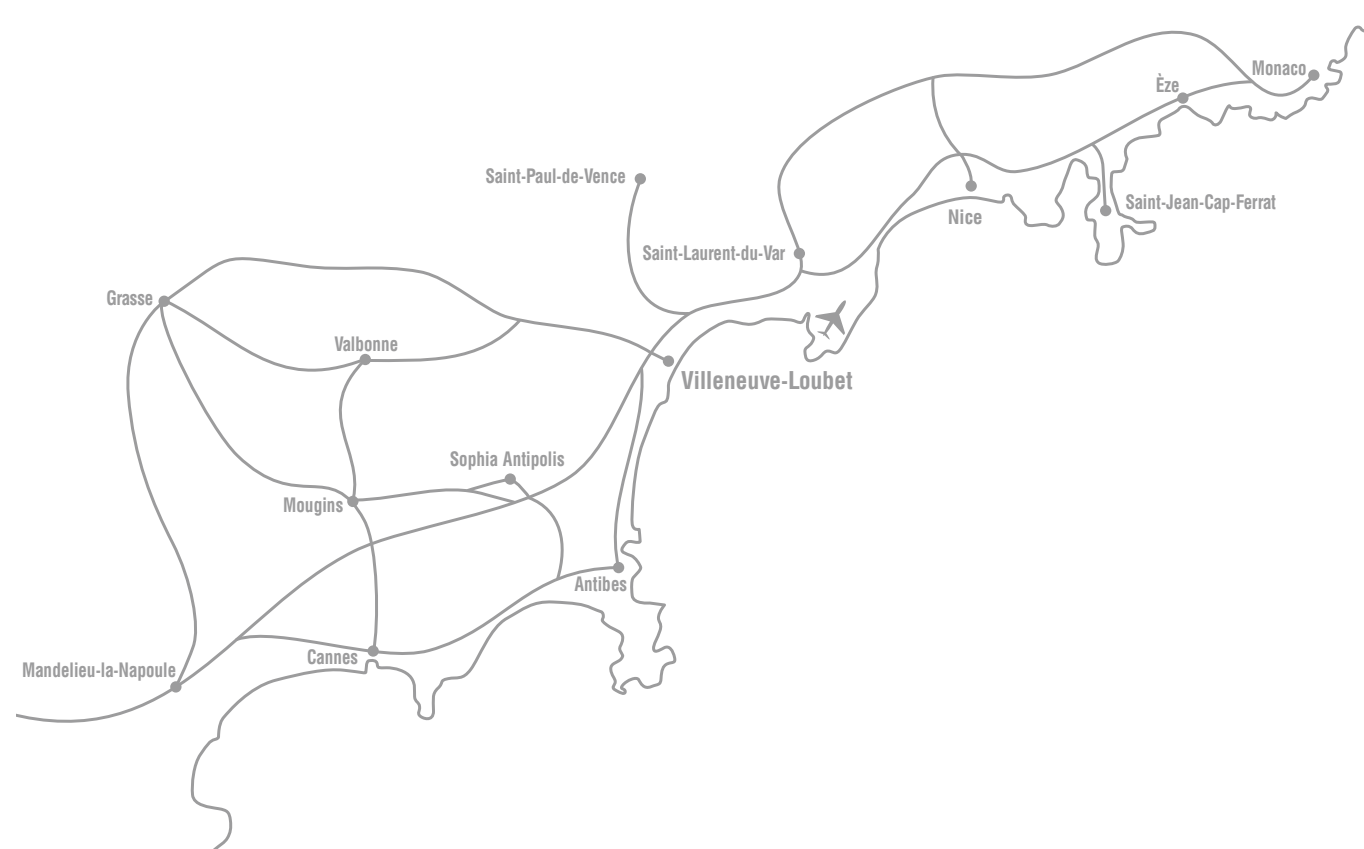 Monaco
Èze
Saint-Paul-de-Vence
Saint-Jean-Cap-Ferrat
Nice
Saint-Laurent-du-Var
Grasse
Valbonne
Villeneuve-Loubet
Sophia Antipolis
Mougins
Antibes
Cannes
Mandelieu-la-Napoule